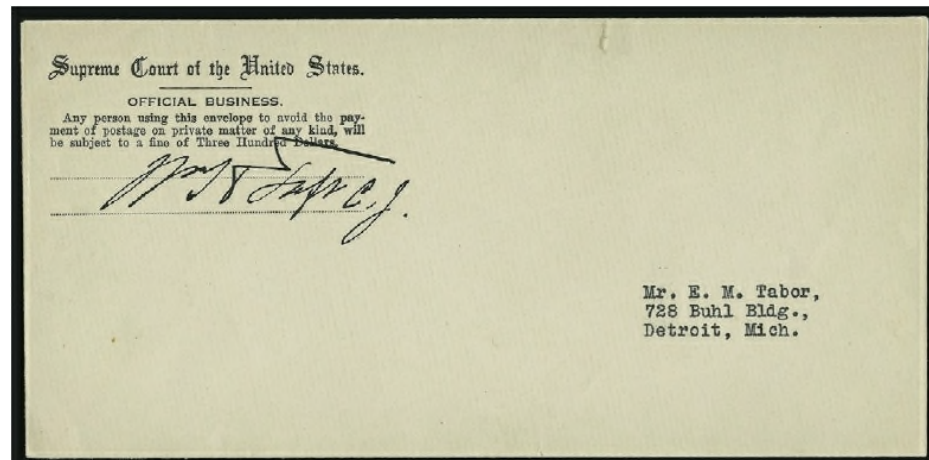 Supreme Court of the United States.
OFFICIAL BUSINESS.
Any person using this envelope to avoid the pay-
ment of postage on private matter of any kind, will
be subject to a fine of Three Hundred Dollars.
Wm H Taft C.J.
Mr. E. M. Tabor,
728 Buhl Bldg.,
Detroit, Mich.